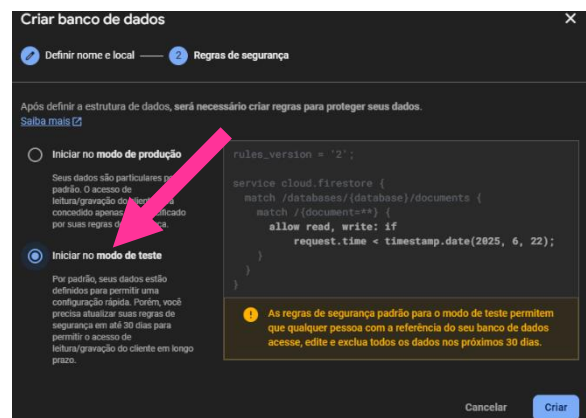 Criar banco de dados
Definir nome e local
2 Regras de segurança
Após definir a estrutura de dados, será necessário criar regras para proteger seus dados.
Saiba mais
Iniciar no modo de produção
Seus dados são particulares
padrão. O acesso de
leitura/gravação do
concedido apenas
por suas regras de
Iniciar no modo de teste
Por padrão, seus dados estão
definidos para permitir uma
configuração rápida. Porém, você
precisa atualizar suas regras de
segurança em até 30 dias para
permitir o acesso de
leitura/gravação do cliente em longo
prazo.
rules_version = '2';
service cloud.firestore {
match /databases/{database}/documents {
match /{document=**} {
allow read, write: if
request.time < timestamp.date(2025, 6, 22);
}
}
}
As regras de segurança padrão para o modo de teste permitem
que qualquer pessoa com a referência do seu banco de dados
acesse, edite e exclua todos os dados nos próximos 30 dias.
Cancelar
Criar